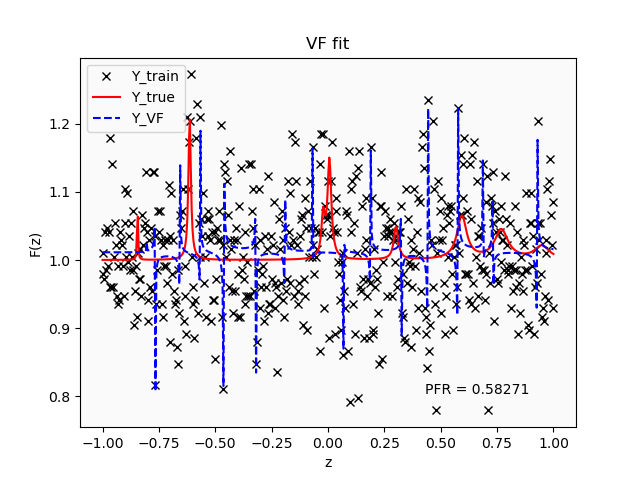 VF fit
Y_train
Y_true
Y_VF
F(z)
1.2
1.1
1.0
0.9
0.8
PFR = 0.58271
−1.00 −0.75 −0.50 −0.25 0.00 0.25 0.50 0.75 1.00
z